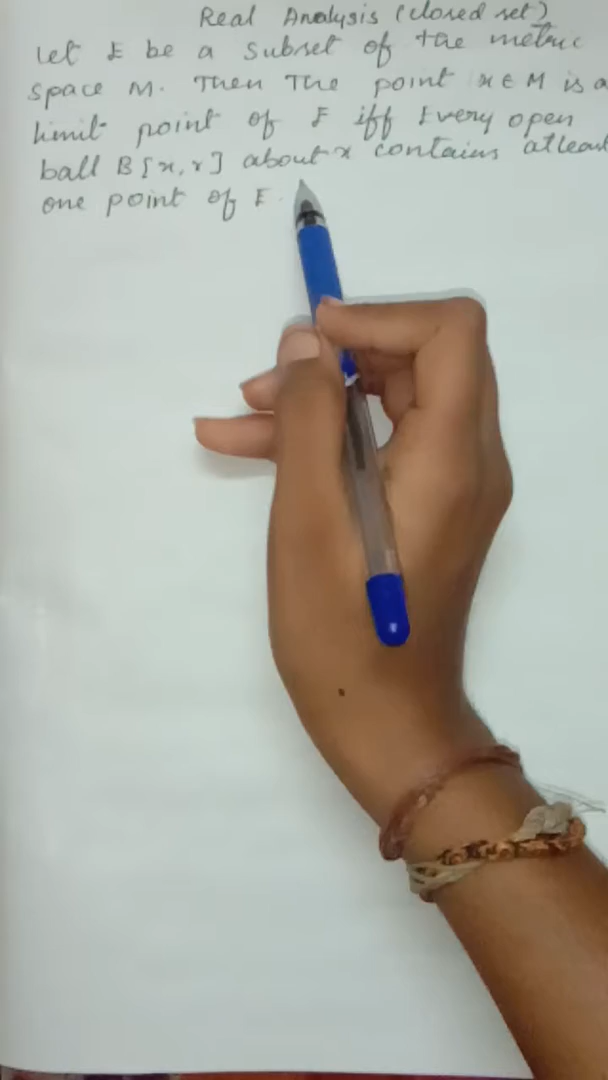 Real Analysis (closed set)
Let E be a subset of the metric
space M. Then The point x ∈ M is a
limit point of E iff Every open
ball B[x, r] about x contains atleast
one point of E.